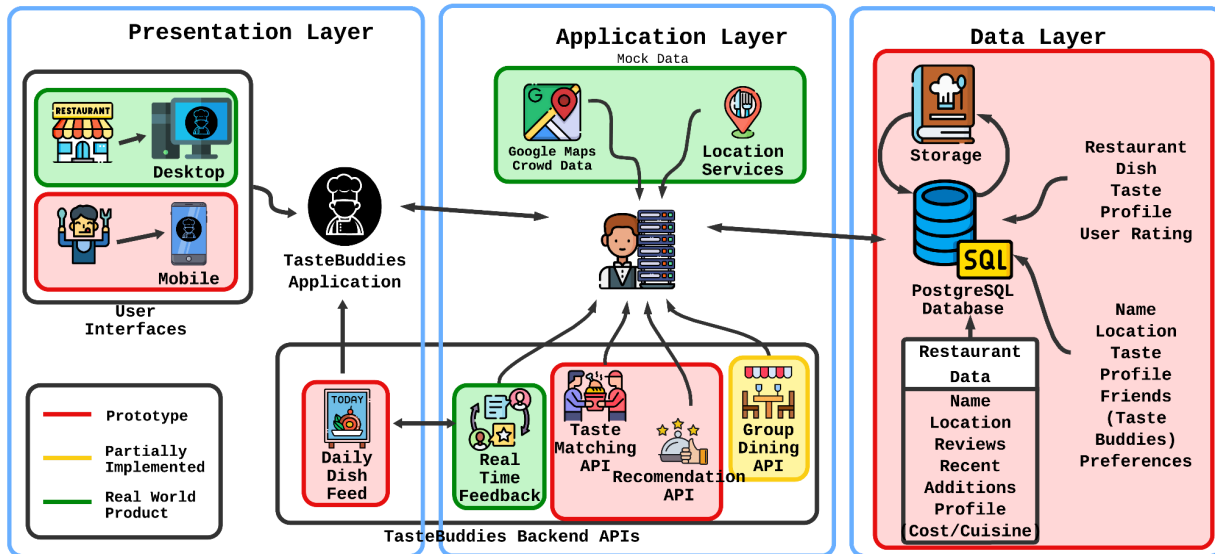 Presentation Layer
RESTAURANT
Desktop
Mobile
User
Interfaces
TasteBuddies
Application
Prototype
Partially
Implemented
Real World
Product
Application Layer
Mock Data
G
Google Maps
Crowd Data
Location
Services
TODAY
Daily
Dish
Feed
Real
Time
Feedback
Taste
Matching
API
Recomendation
API
Group
Dining
API
TasteBuddies Backend APIs
Data Layer
Storage
SQL
PostgreSQL
Database
Restaurant
Data
Name
Location
Reviews
Recent
Additions
Profile
(Cost/Cuisine)
Restaurant
Dish
Taste
Profile
User Rating
Name
Location
Taste
Profile
Friends
(Taste
Buddies)
Preferences